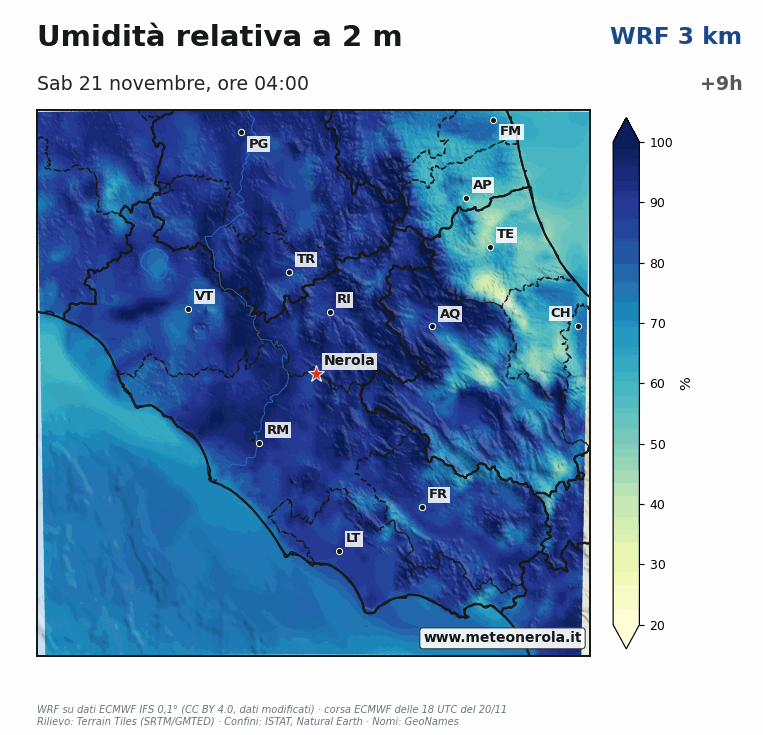 Umidità relativa a 2 m
WRF 3 km
Sab 21 novembre, ore 04:00
+9h
FM
PG
AP
TE
TR
VT
RI
AQ
CH
Nerola
RM
FR
LT
www.meteonerola.it
100
90
80
70
60
50
40
30
20
%
WRF su dati ECMWF IFS 0,1° (CC BY 4.0, dati modificati) · corsa ECMWF delle 18 UTC del 20/11
Rilievo: Terrain Tiles (SRTM/GMTED) · Confini: ISTAT, Natural Earth · Nomi: GeoNames